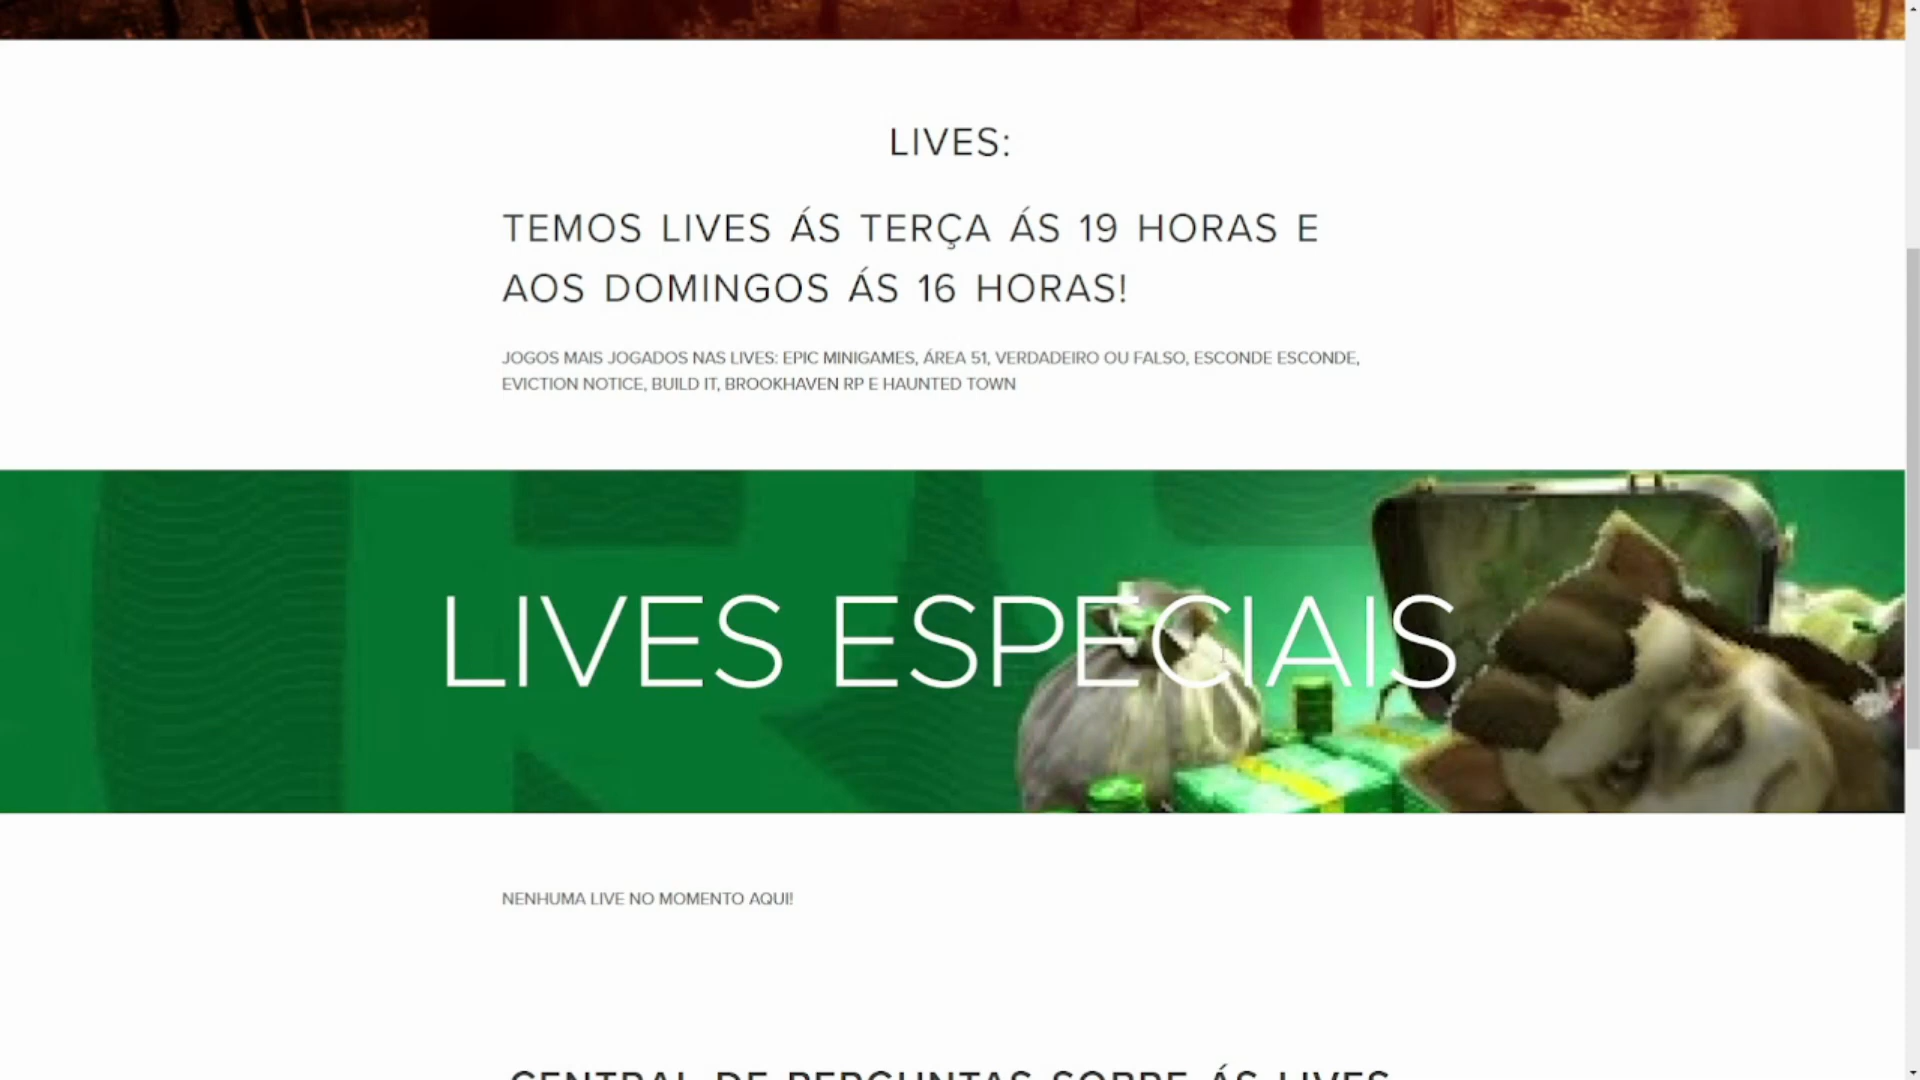 LIVES:
TEMOS LIVES ÁS TERÇA ÁS 19 HORAS E
AOS DOMINGOS ÁS 16 HORAS!
JOGOS MAIS JOGADOS NAS LIVES: EPIC MINIGAMES, ÁREA 51, VERDADEIRO OU FALSO, ESCONDE ESCONDE,
EVICTION NOTICE, BUILD IT, BROOKHAVEN RP E HAUNTED TOWN
LIVES ESPECIAIS
NENHUMA LIVE NO MOMENTO AQUI!
CENTRAL DE PERGUNTAS SOBRE ÁS LIVES